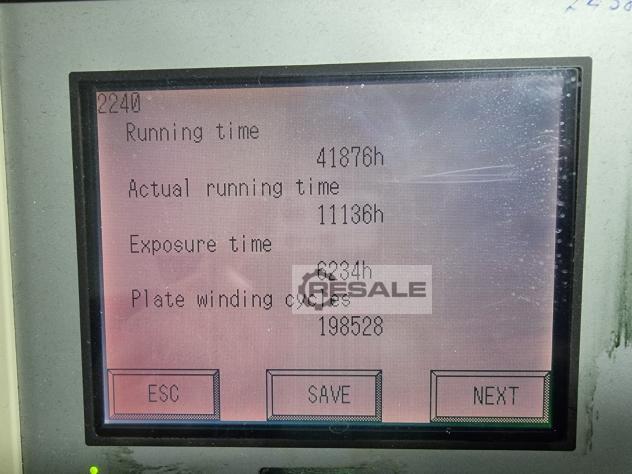 2240
Running time
41876h
Actual running time
11136h
Exposure time
6234h
Plate winding cycles
RESALE
198528
ESC SAVE NEXT